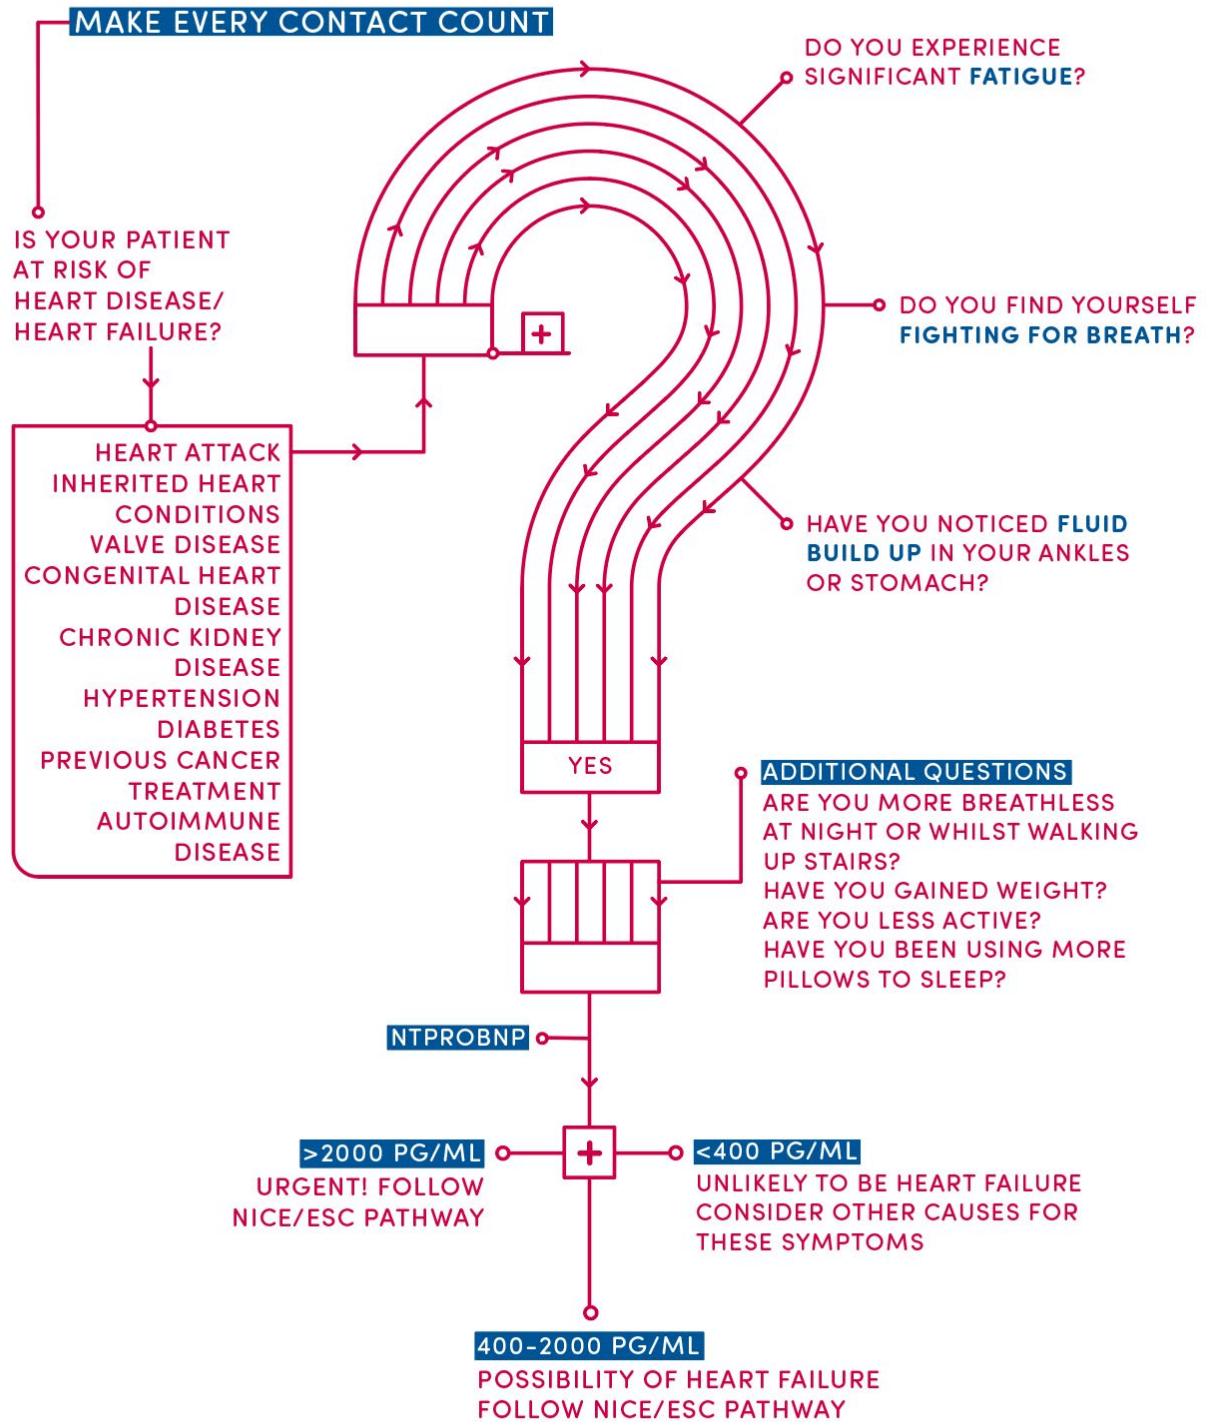 MAKE EVERY CONTACT COUNT
IS YOUR PATIENT
AT RISK OF
HEART DISEASE/
HEART FAILURE?
HEART ATTACK
INHERITED HEART
CONDITIONS
VALVE DISEASE
CONGENITAL HEART
DISEASE
CHRONIC KIDNEY
DISEASE
HYPERTENSION
DIABETES
PREVIOUS CANCER
TREATMENT
AUTOIMMUNE
DISEASE
DO YOU EXPERIENCE
SIGNIFICANT FATIGUE?
DO YOU FIND YOURSELF
FIGHTING FOR BREATH?
HAVE YOU NOTICED FLUID
BUILD UP IN YOUR ANKLES
OR STOMACH?
YES
ADDITIONAL QUESTIONS
ARE YOU MORE BREATHLESS
AT NIGHT OR WHILST WALKING
UP STAIRS?
HAVE YOU GAINED WEIGHT?
ARE YOU LESS ACTIVE?
HAVE YOU BEEN USING MORE
PILLOWS TO SLEEP?
NTPROBNP
>2000 PG/ML
URGENT! FOLLOW
NICE/ESC PATHWAY
<400 PG/ML
UNLIKELY TO BE HEART FAILURE
CONSIDER OTHER CAUSES FOR
THESE SYMPTOMS
400-2000 PG/ML
POSSIBILITY OF HEART FAILURE
FOLLOW NICE/ESC PATHWAY